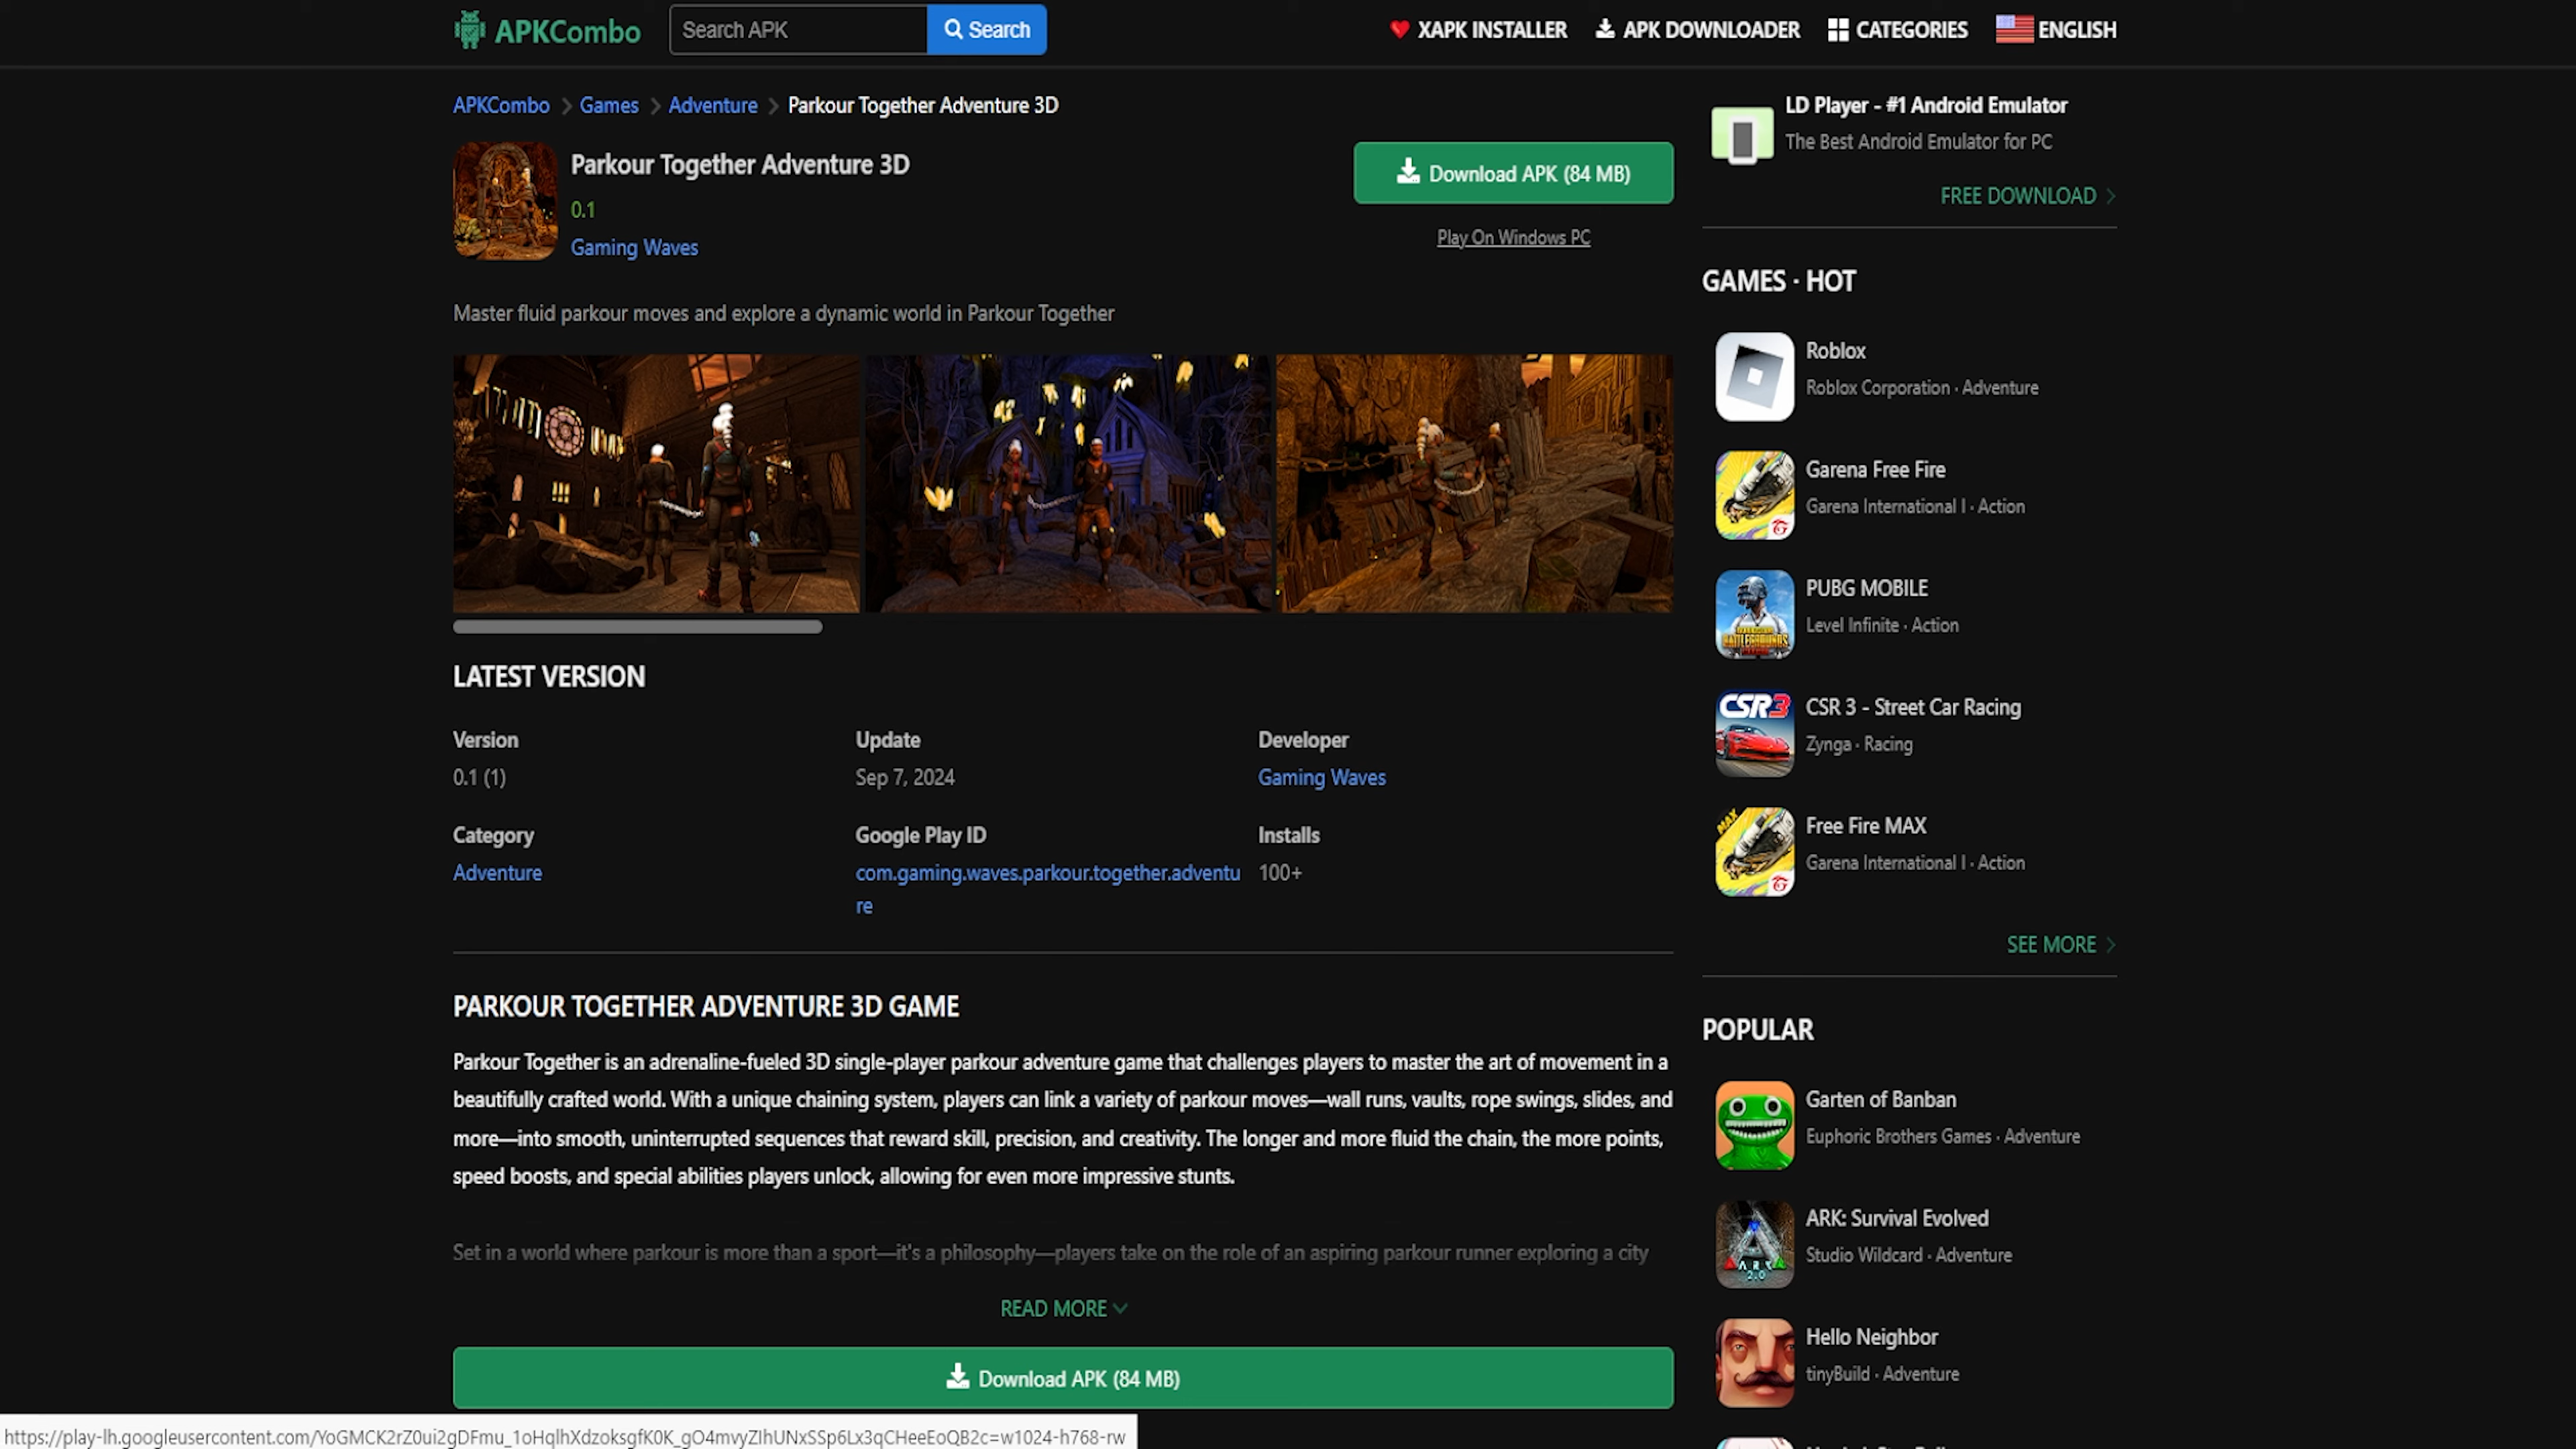 APKCombo
Search APK
Search
XAPK INSTALLER
APK DOWNLOADER
CATEGORIES
ENGLISH
APKCombo
Games
Adventure
Parkour Together Adventure 3D
Parkour Together Adventure 3D
0.1
Gaming Waves
Download APK (84 MB)
Play On Windows PC
Master fluid parkour moves and explore a dynamic world in Parkour Together
LATEST VERSION
Version
Update
Developer
0.1 (1)
Sep 7, 2024
Gaming Waves
Category
Google Play ID
Installs
Adventure
com.gaming.waves.parkour.together.adventu
re
100+
PARKOUR TOGETHER ADVENTURE 3D GAME
Parkour Together is an adrenaline-fueled 3D single-player parkour adventure game that challenges players to master the art of movement in a
beautifully crafted world. With a unique chaining system, players can link a variety of parkour moves—wall runs, vaults, rope swings, slides, and
more—into smooth, uninterrupted sequences that reward skill, precision, and creativity. The longer and more fluid the chain, the more points,
speed boosts, and special abilities players unlock, allowing for even more impressive stunts.
Set in a world where parkour is more than a sport—it's a philosophy—players take on the role of an aspiring parkour runner exploring a city
READ MORE
Download APK (84 MB)
LD Player - #1 Android Emulator
The Best Android Emulator for PC
FREE DOWNLOAD
GAMES · HOT
Roblox
Roblox Corporation · Adventure
Garena Free Fire
Garena International I · Action
PUBG MOBILE
Level Infinite · Action
CSR3
CSR 3 - Street Car Racing
Zynga · Racing
MAX
Free Fire MAX
Garena International I · Action
SEE MORE
POPULAR
Garten of Banban
Euphoric Brothers Games · Adventure
ARK
2.0
ARK: Survival Evolved
Studio Wildcard · Adventure
Hello Neighbor
tinyBuild · Adventure
https://play-lh.googleusercontent.com/YoGMCK2rZ0ui2gDFmu_1oHqlhXdzoksgfK0K_gO4mvyZlhUNxSSp6Lx3qCHeeEoQB2c=w1024-h768-rw